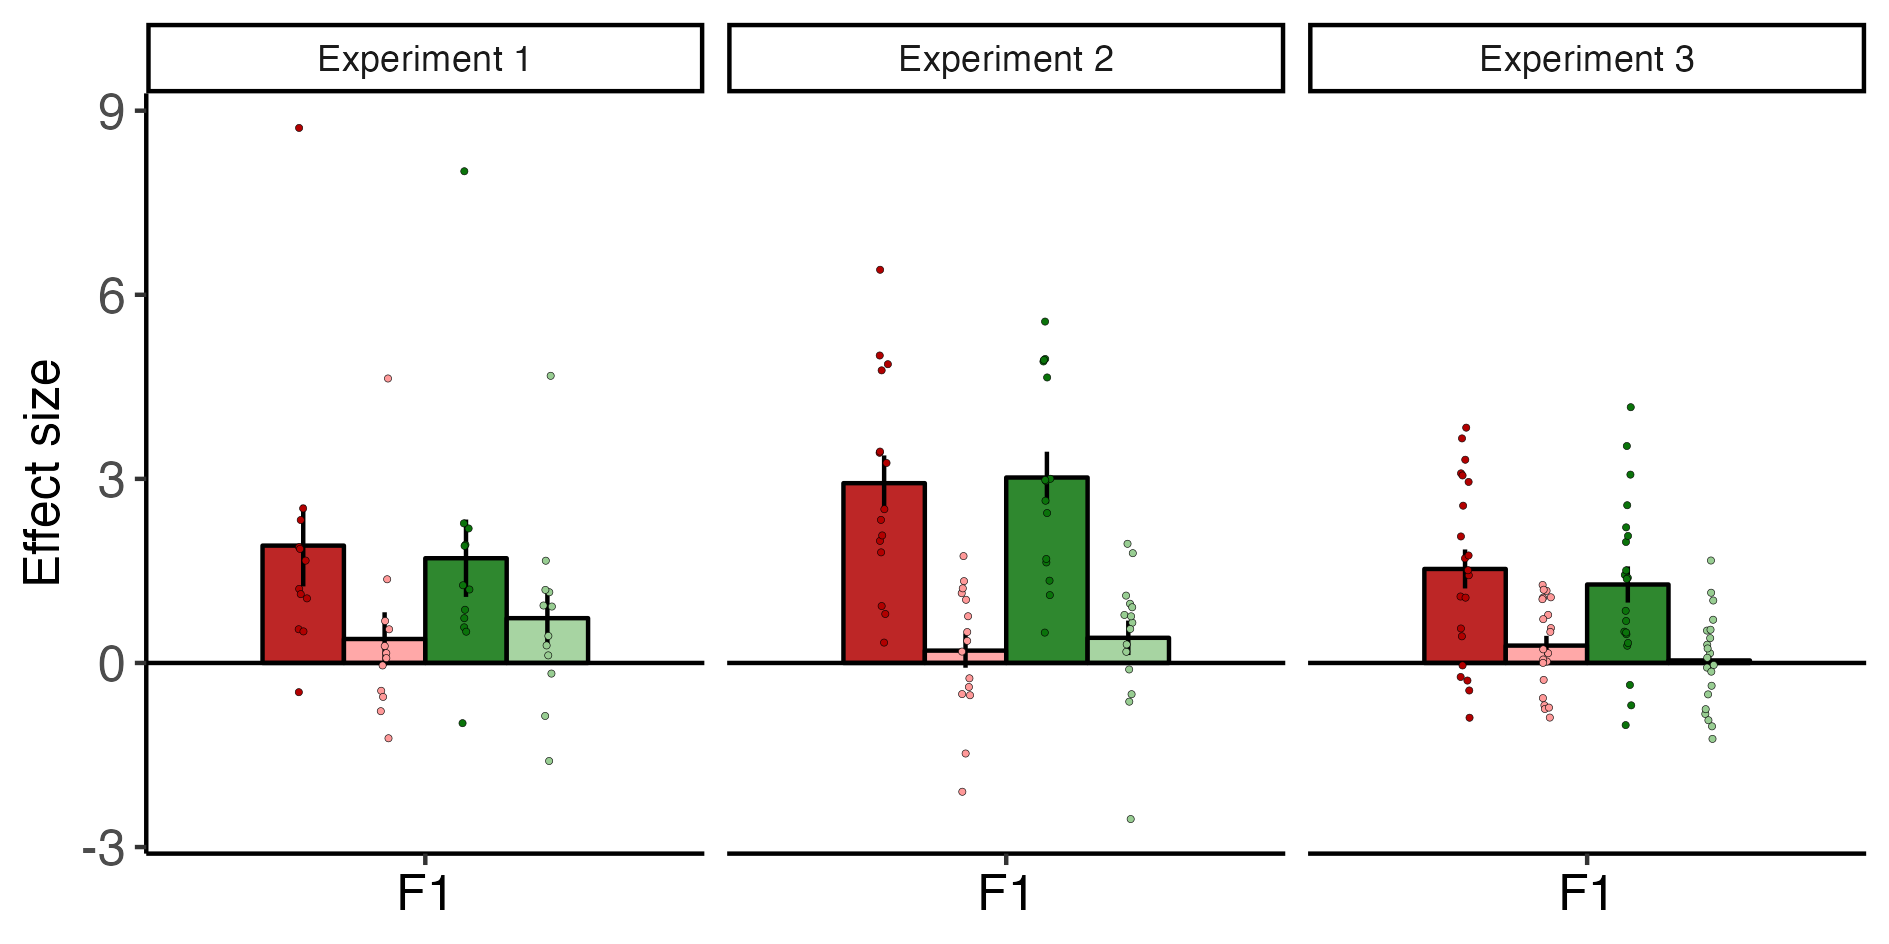 Experiment 1
Experiment 2
Experiment 3
9
6
3
0
-3
Effect size
F1
F1
F1